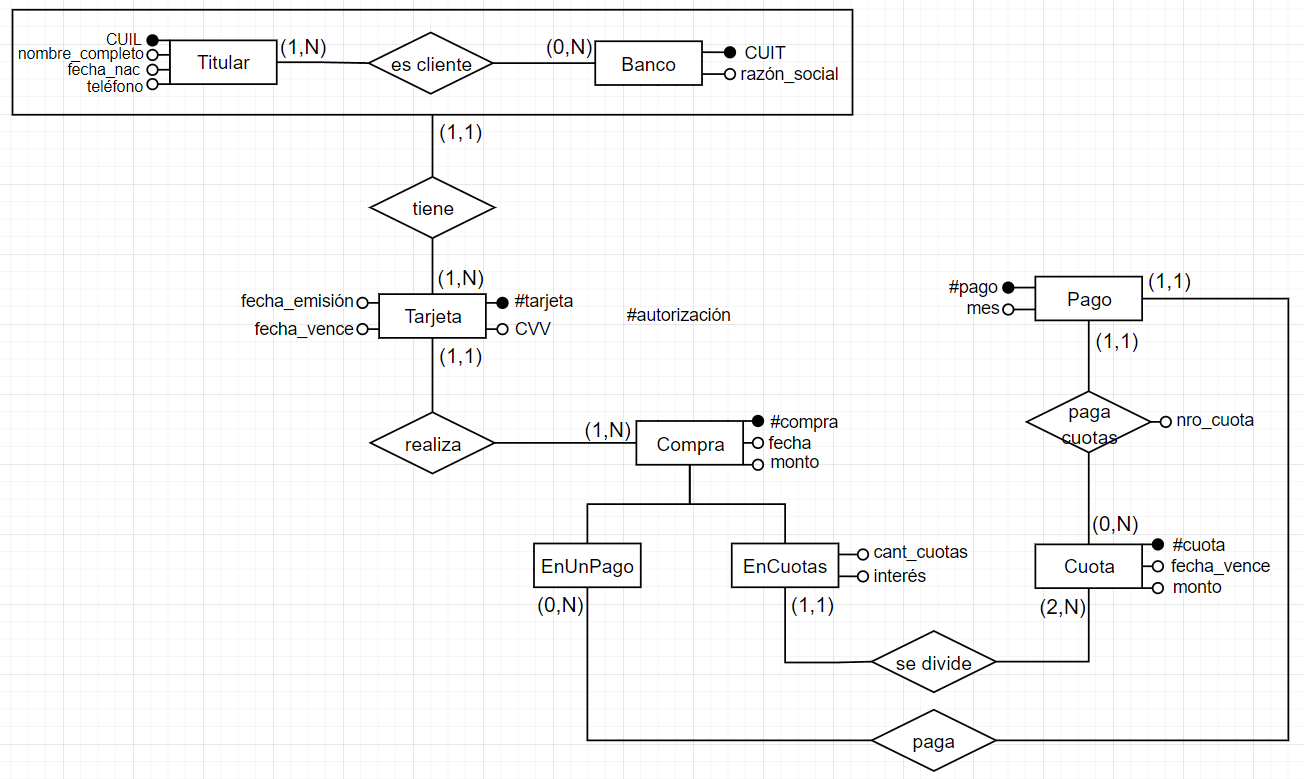 CUIL
nombre_completo
fecha_nac
teléfono
Titular
(1,N)
es cliente
(0,N)
Banco
CUIT
razón_social
(1,1)
tiene
(1,N)
fecha_emisión
fecha_vence
Tarjeta
#tarjeta
CVV
(1,1)
#autorización
#pago
mes
Pago
(1,1)
(1,1)
paga
cuotas
nro_cuota
realiza
(1,N)
Compra
#compra
fecha
monto
(0,N)
EnUnPago
(0,N)
EnCuotas
cant_cuotas
interés
(1,1)
Cuota
#cuota
fecha_vence
monto
(2,N)
se divide
paga